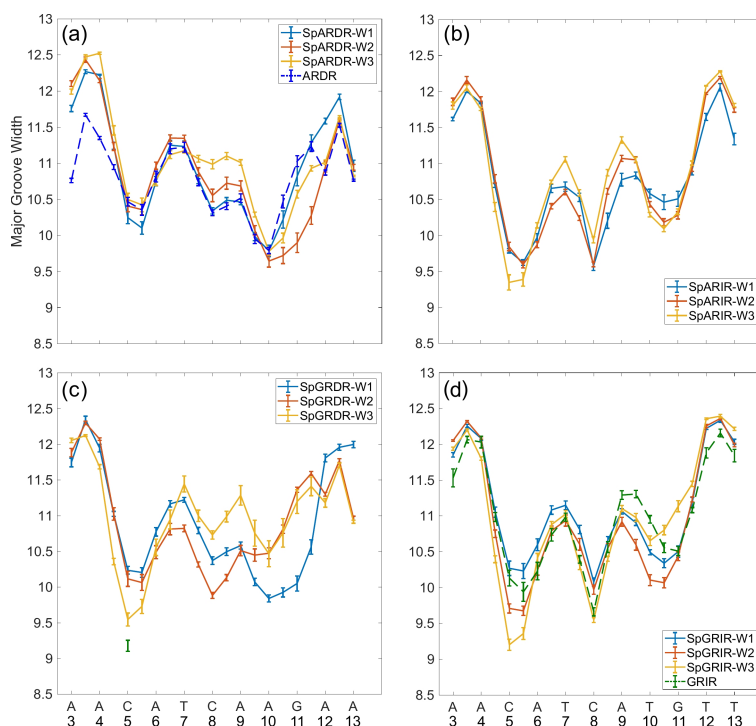 (a)
SpARDR-W1
SpARDR-W2
SpARDR-W3
ARDR
13
12.5
12
11.5
11
10.5
10
9.5
9
8.5
Major Groove Width
(b)
13
12.5
12
11.5
11
10.5
10
9.5
9
8.5
SpARIR-W1
SpARIR-W2
SpARIR-W3
(c)
SpGRDR-W1
SpGRDR-W2
SpGRDR-W3
13
12.5
12
11.5
11
10.5
10
9.5
9
8.5
A A C A T C A A G A A
3 4 5 6 7 8 9 10 11 12 13
(d)
13
12.5
12
11.5
11
10.5
10
9.5
9
8.5
SpGRIR-W1
SpGRIR-W2
SpGRIR-W3
GRIR
A A C A T C A T G T T
3 4 5 6 7 8 9 10 11 12 13